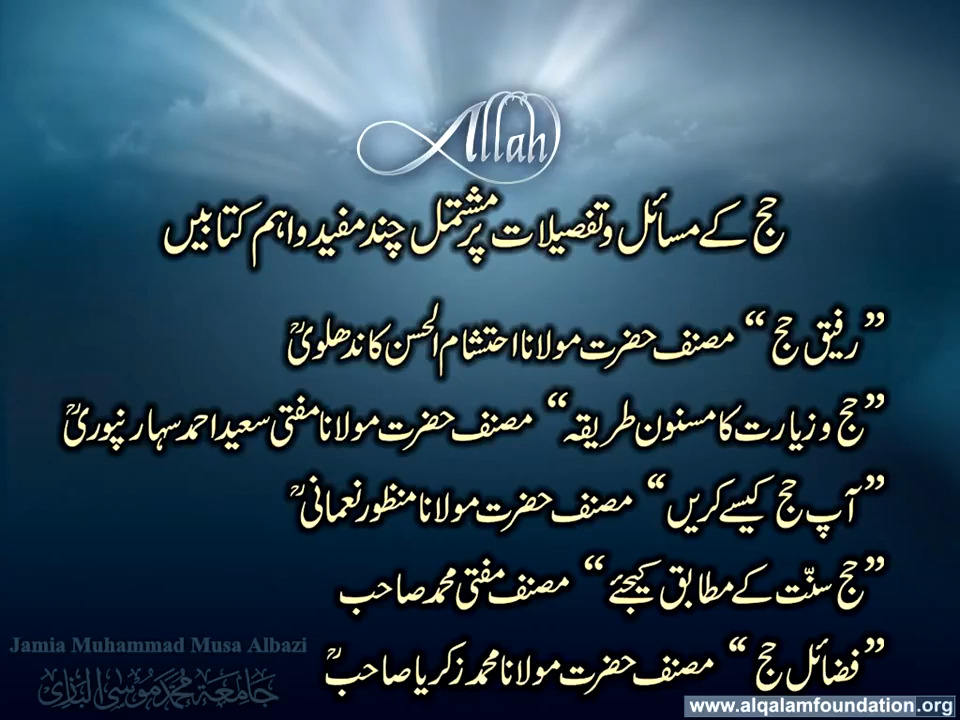 Allah
حج کے مسائل و تفصیلات پر مشتمل چند مفید و اہم کتابیں
”رفیق حج“ مصنف حضرت مولانا احتشام الحسن کاندھلویؒ
”حج و زیارت کا مسنون طریقہ“ مصنف حضرت مولانا مفتی سعید احمد سہارنپوریؒ
”آپ حج کیسے کریں“ مصنف حضرت مولانا منظور نعمانیؒ
”حج سنّت کے مطابق کیجئے“ مصنف مفتی محمد صاحب
”فضائل حج“ مصنف حضرت مولانا محمد زکریا صاحبؒ
Jamia Muhammad Musa Albazi
جامعة محمد موسى البازي
www.alqalamfoundation.org